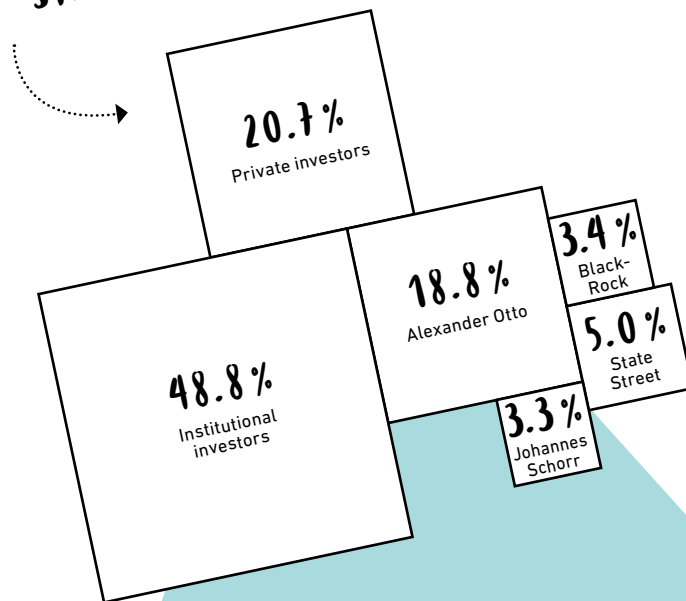 20.7 %
Private investors
18.8 %
Alexander Otto
3.4 %
Black-
Rock
5.0 %
State
Street
48.8 %
Institutional
investors
3.3 %
Johannes
Schorr